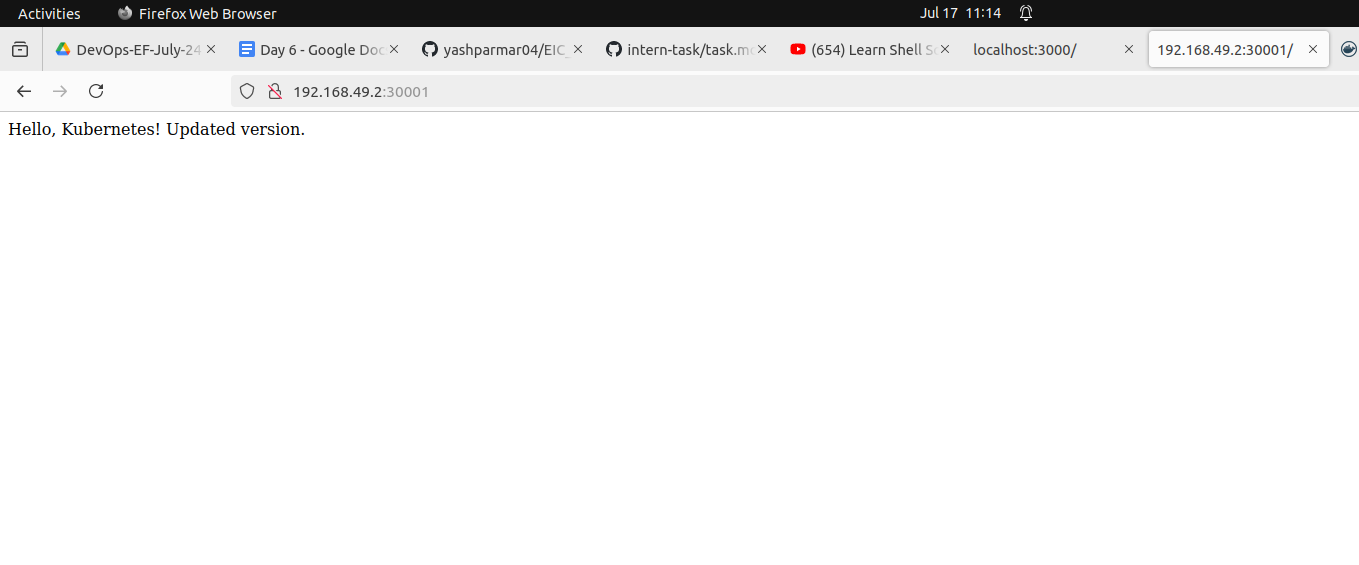 Activities Firefox Web Browser Jul 17 11:14
DevOps-EF-July-24 Day 6 - Google Doc yashparmar04/EIC_ intern-task/task.md (654) Learn Shell Sc localhost:3000/ 192.168.49.2:30001/
192.168.49.2:30001
Hello, Kubernetes! Updated version.